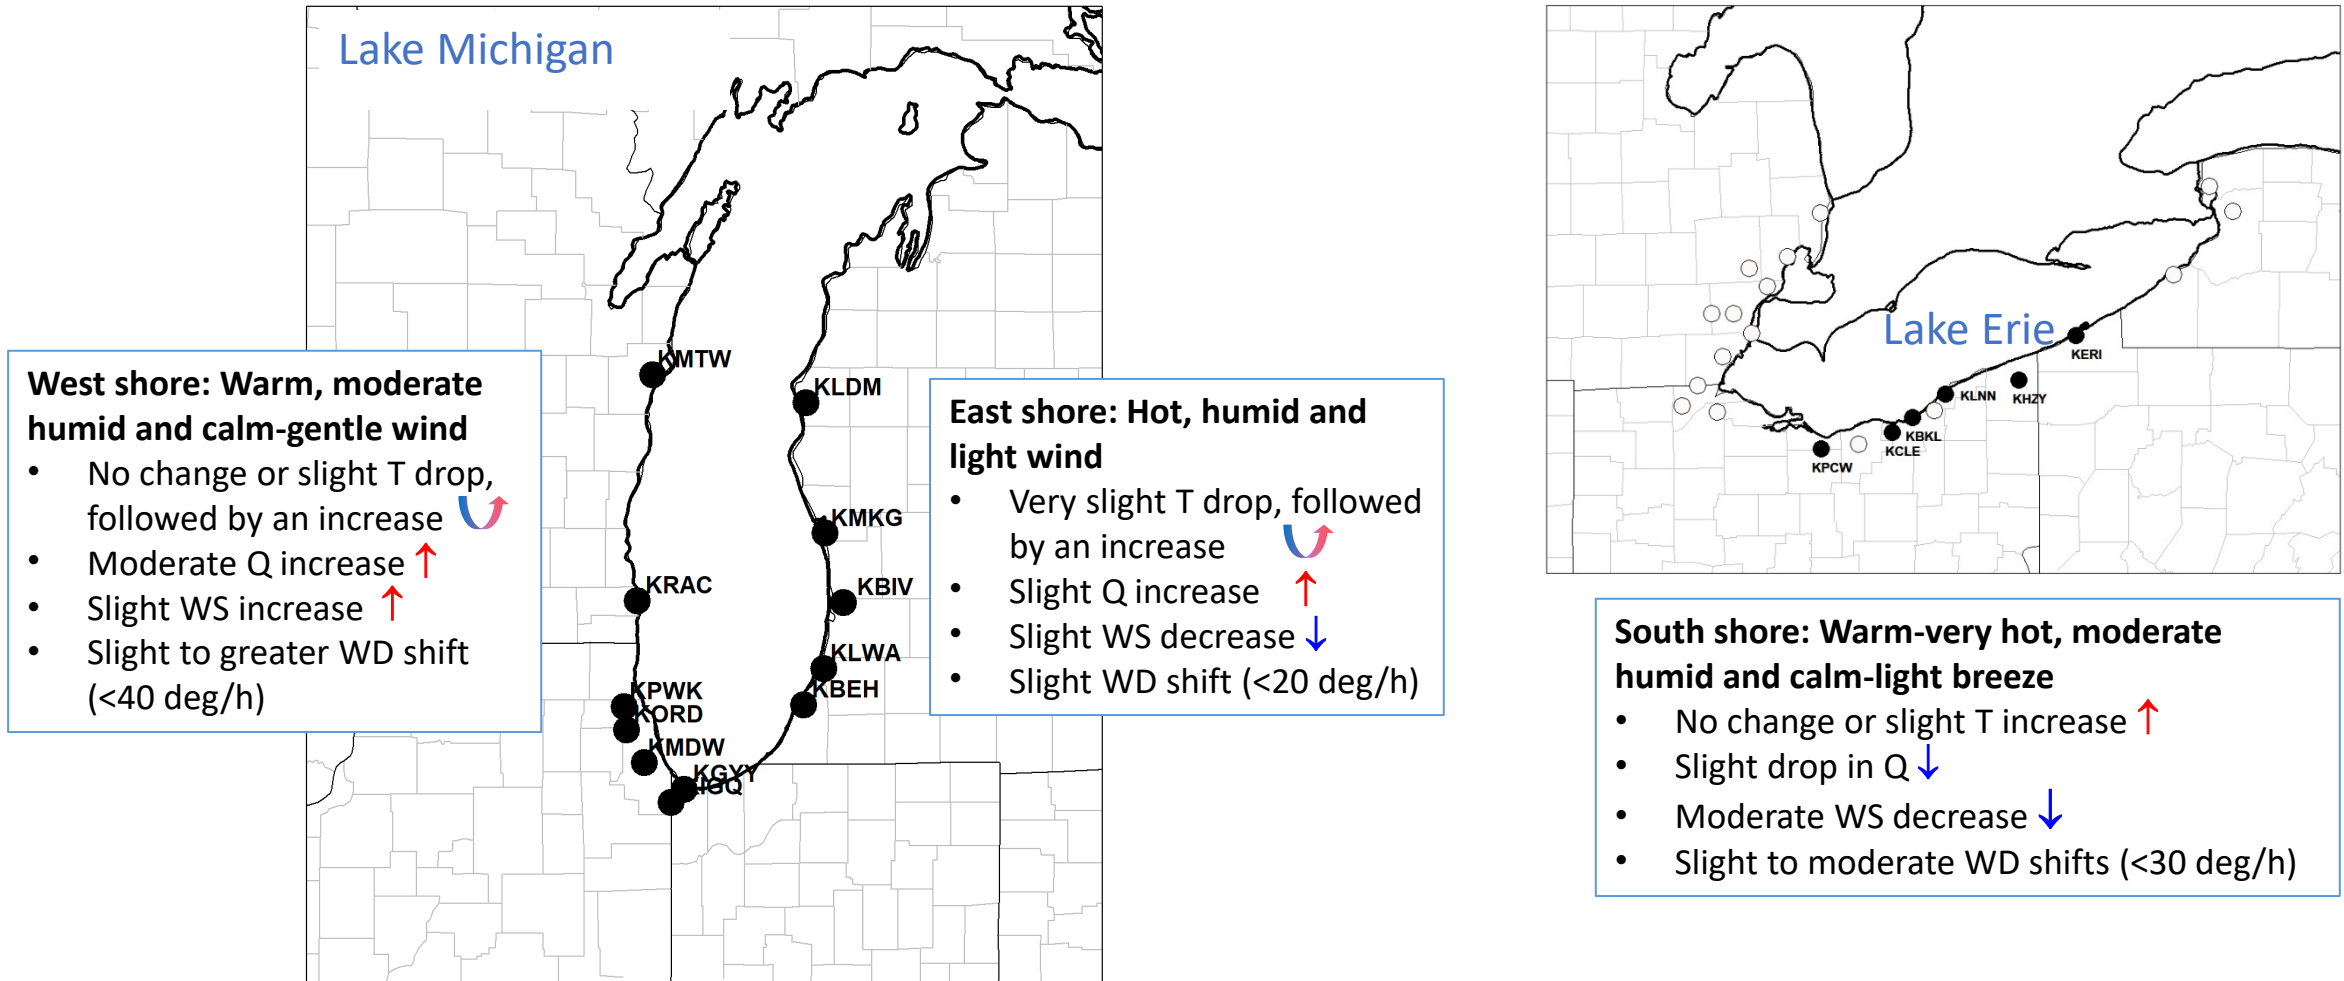 Lake Michigan
KMTW
KLDM
KMKG
KRAC
KBIV
KLWA
KBEH
KPWK
KORD
KMDW
KGYY
West shore: Warm, moderate
humid and calm-gentle wind
• No change or slight T drop,
followed by an increase
• Moderate Q increase ↑
• Slight WS increase ↑
• Slight to greater WD shift
(<40 deg/h)
East shore: Hot, humid and
light wind
• Very slight T drop, followed
by an increase
• Slight Q increase ↑
• Slight WS decrease ↓
• Slight WD shift (<20 deg/h)
Lake Erie
KERI
KHZY
KLNN
KBKL
KCLE
KPCW
South shore: Warm-very hot, moderate
humid and calm-light breeze
• No change or slight T increase ↑
• Slight drop in Q ↓
• Moderate WS decrease ↓
• Slight to moderate WD shifts (<30 deg/h)